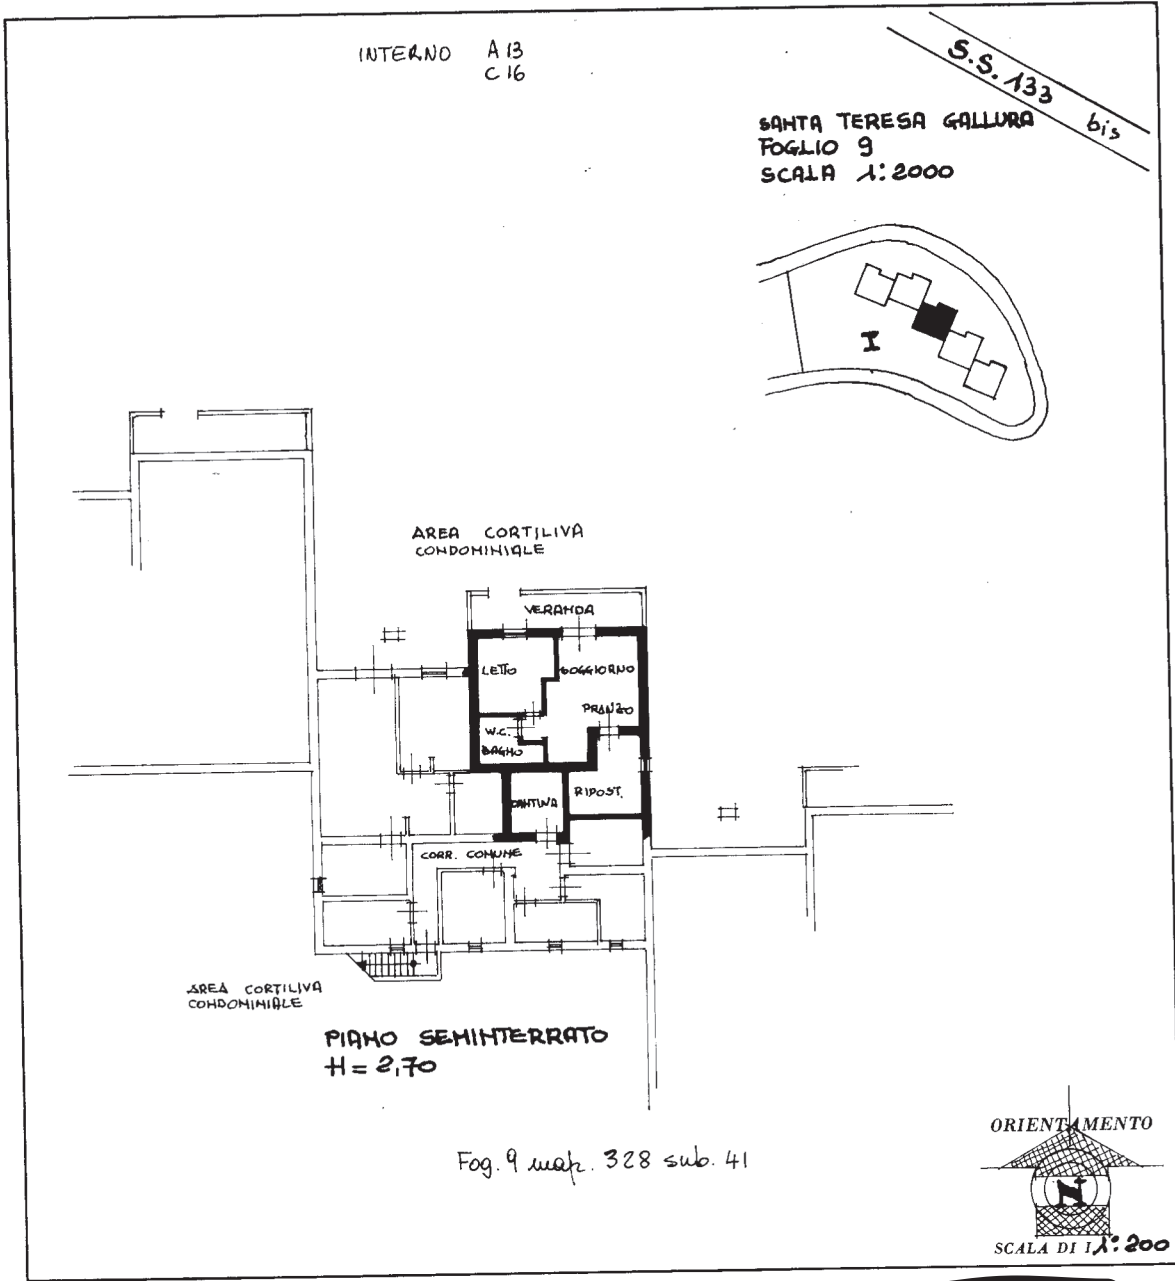 INTERNO A 13
C 16
S.S. 133 bis
SANTA TERESA GALLURA
FOGLIO 9
SCALA 1:2000
I
AREA CORTILIVA
CONDOMINIALE
VERANDA
LETTO
SOGGIORNO
PRANZO
W.C.
BAGNO
CANTINA
RIPOST.
CORR. COMUNE
AREA CORTILIVA
CONDOMINIALE
PIANO SEMINTERRATO
H = 2,70
Fog. 9 map. 328 sub. 41
ORIENTAMENTO
N
SCALA DI 1:200